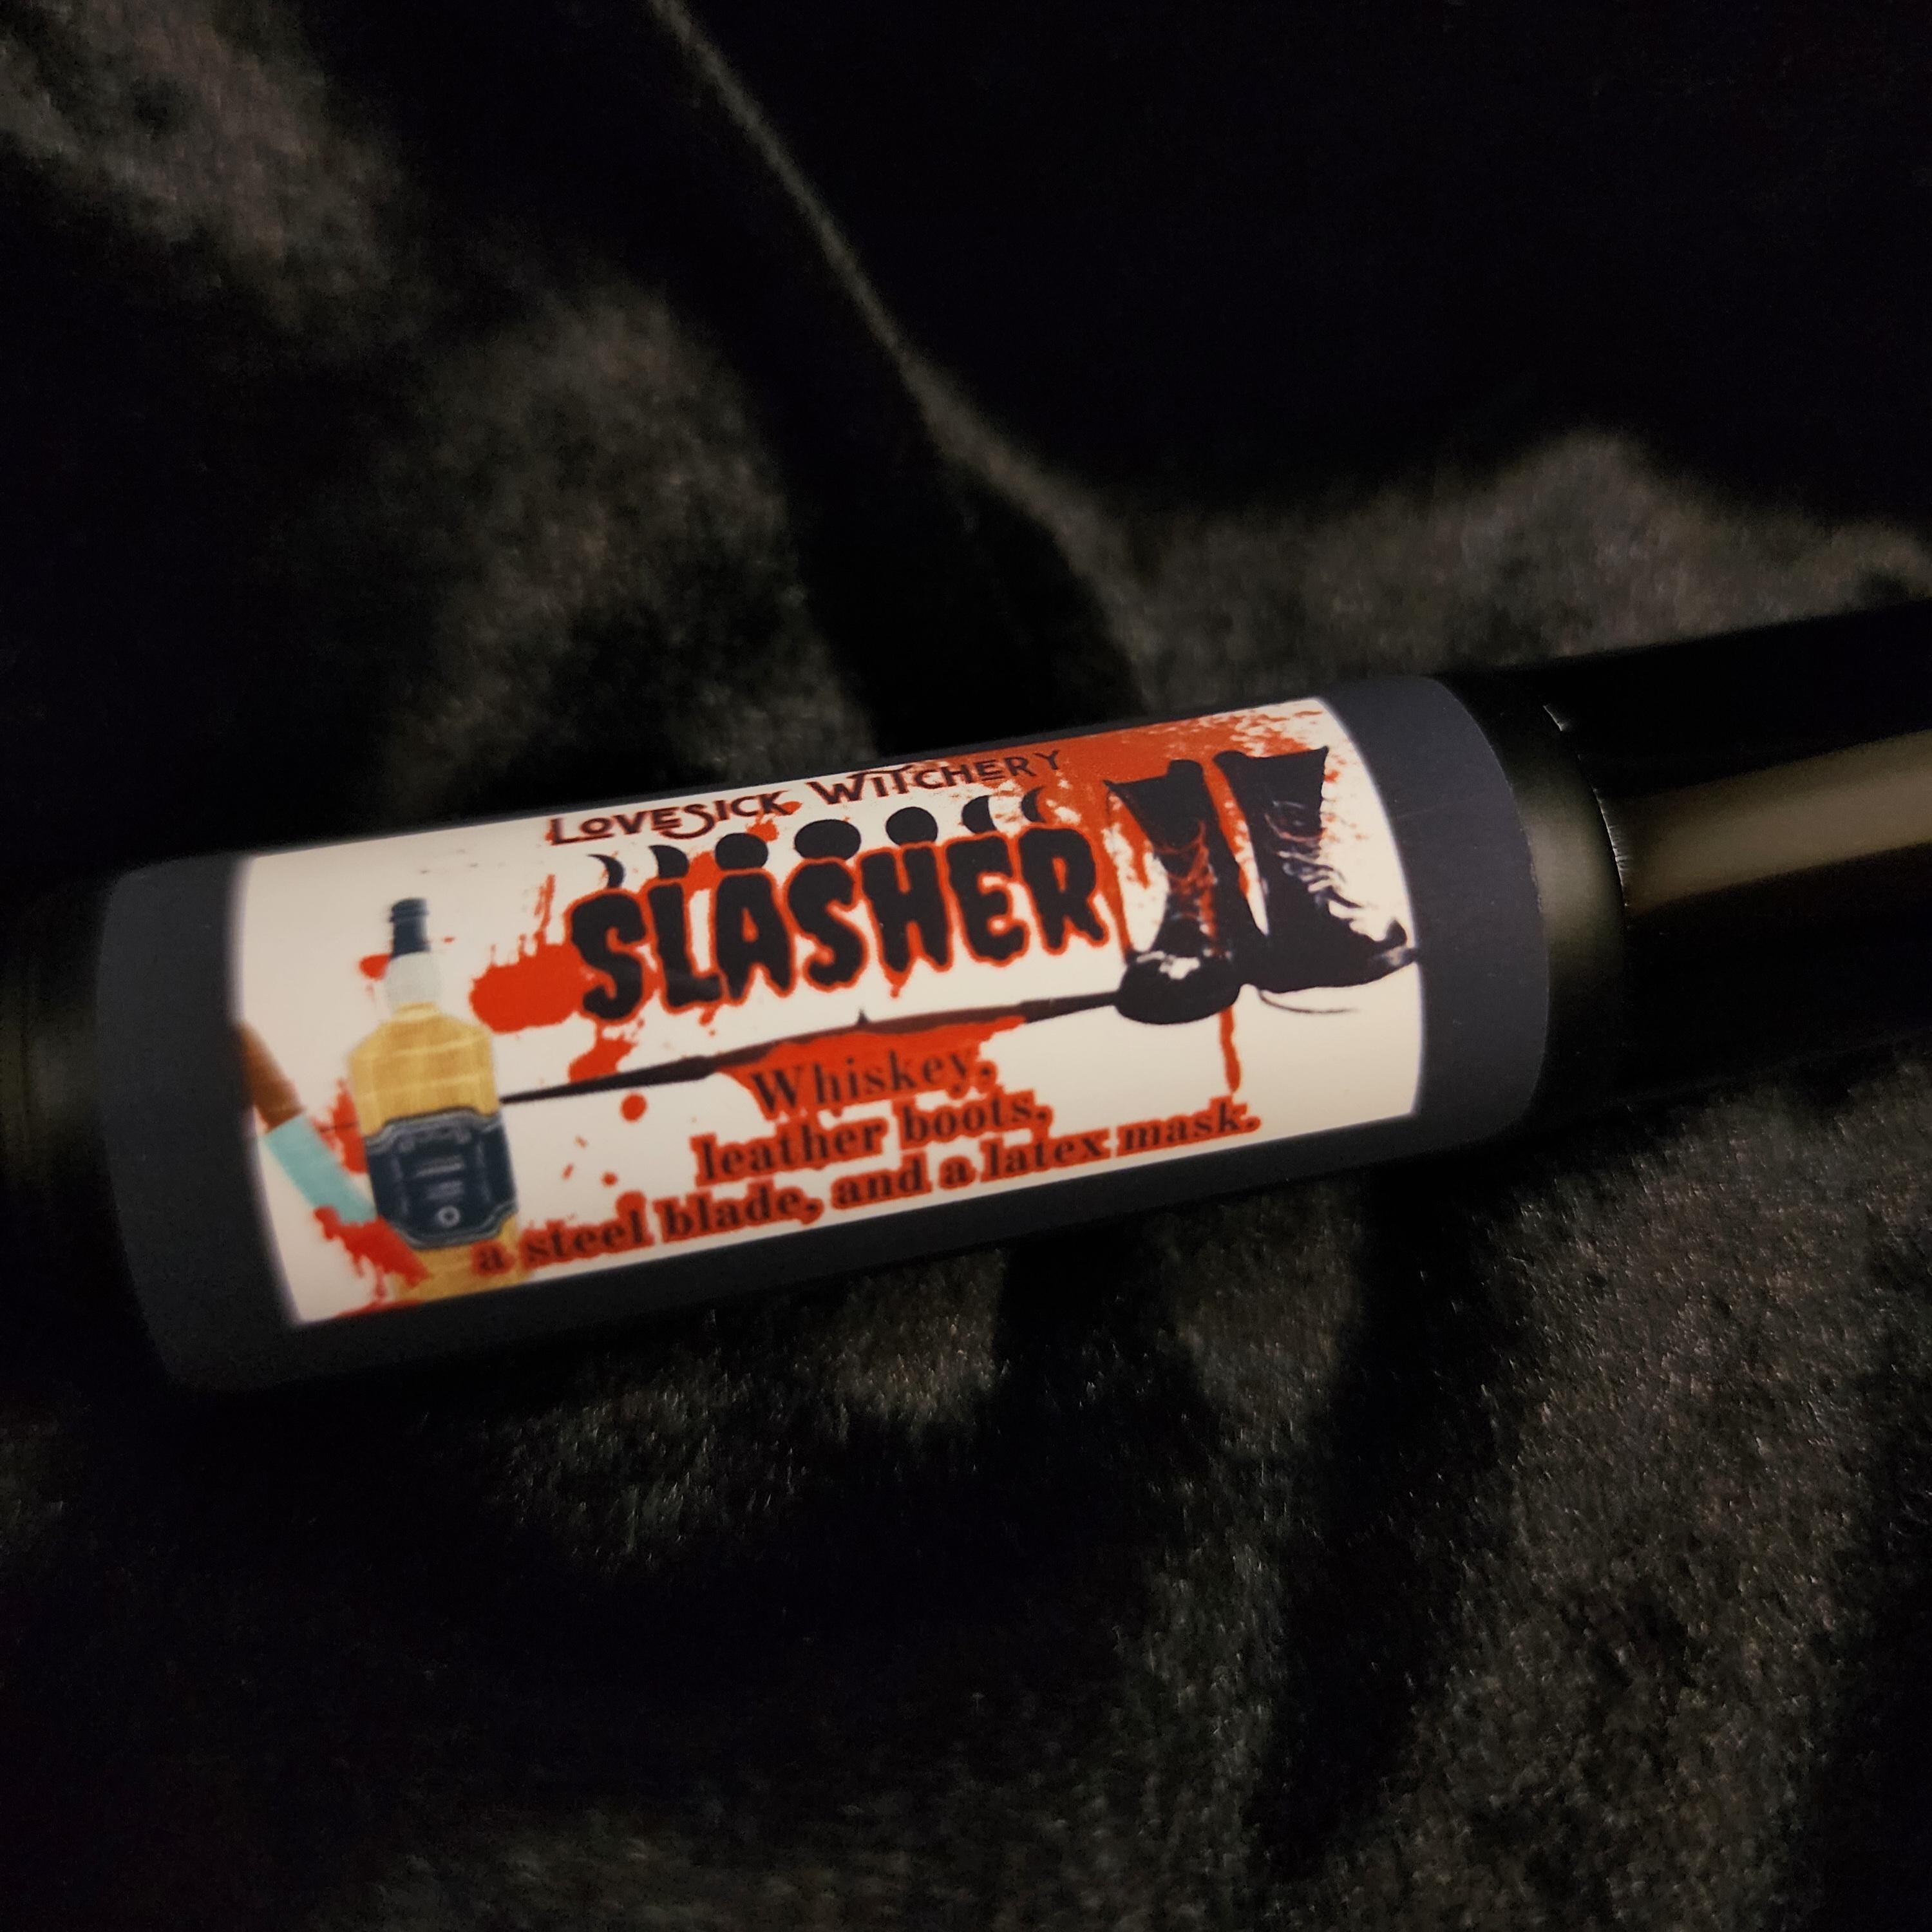 LOVESICK WITCHERY
SLASHER
Whiskey,
leather boots,
a steel blade, and a latex mask.